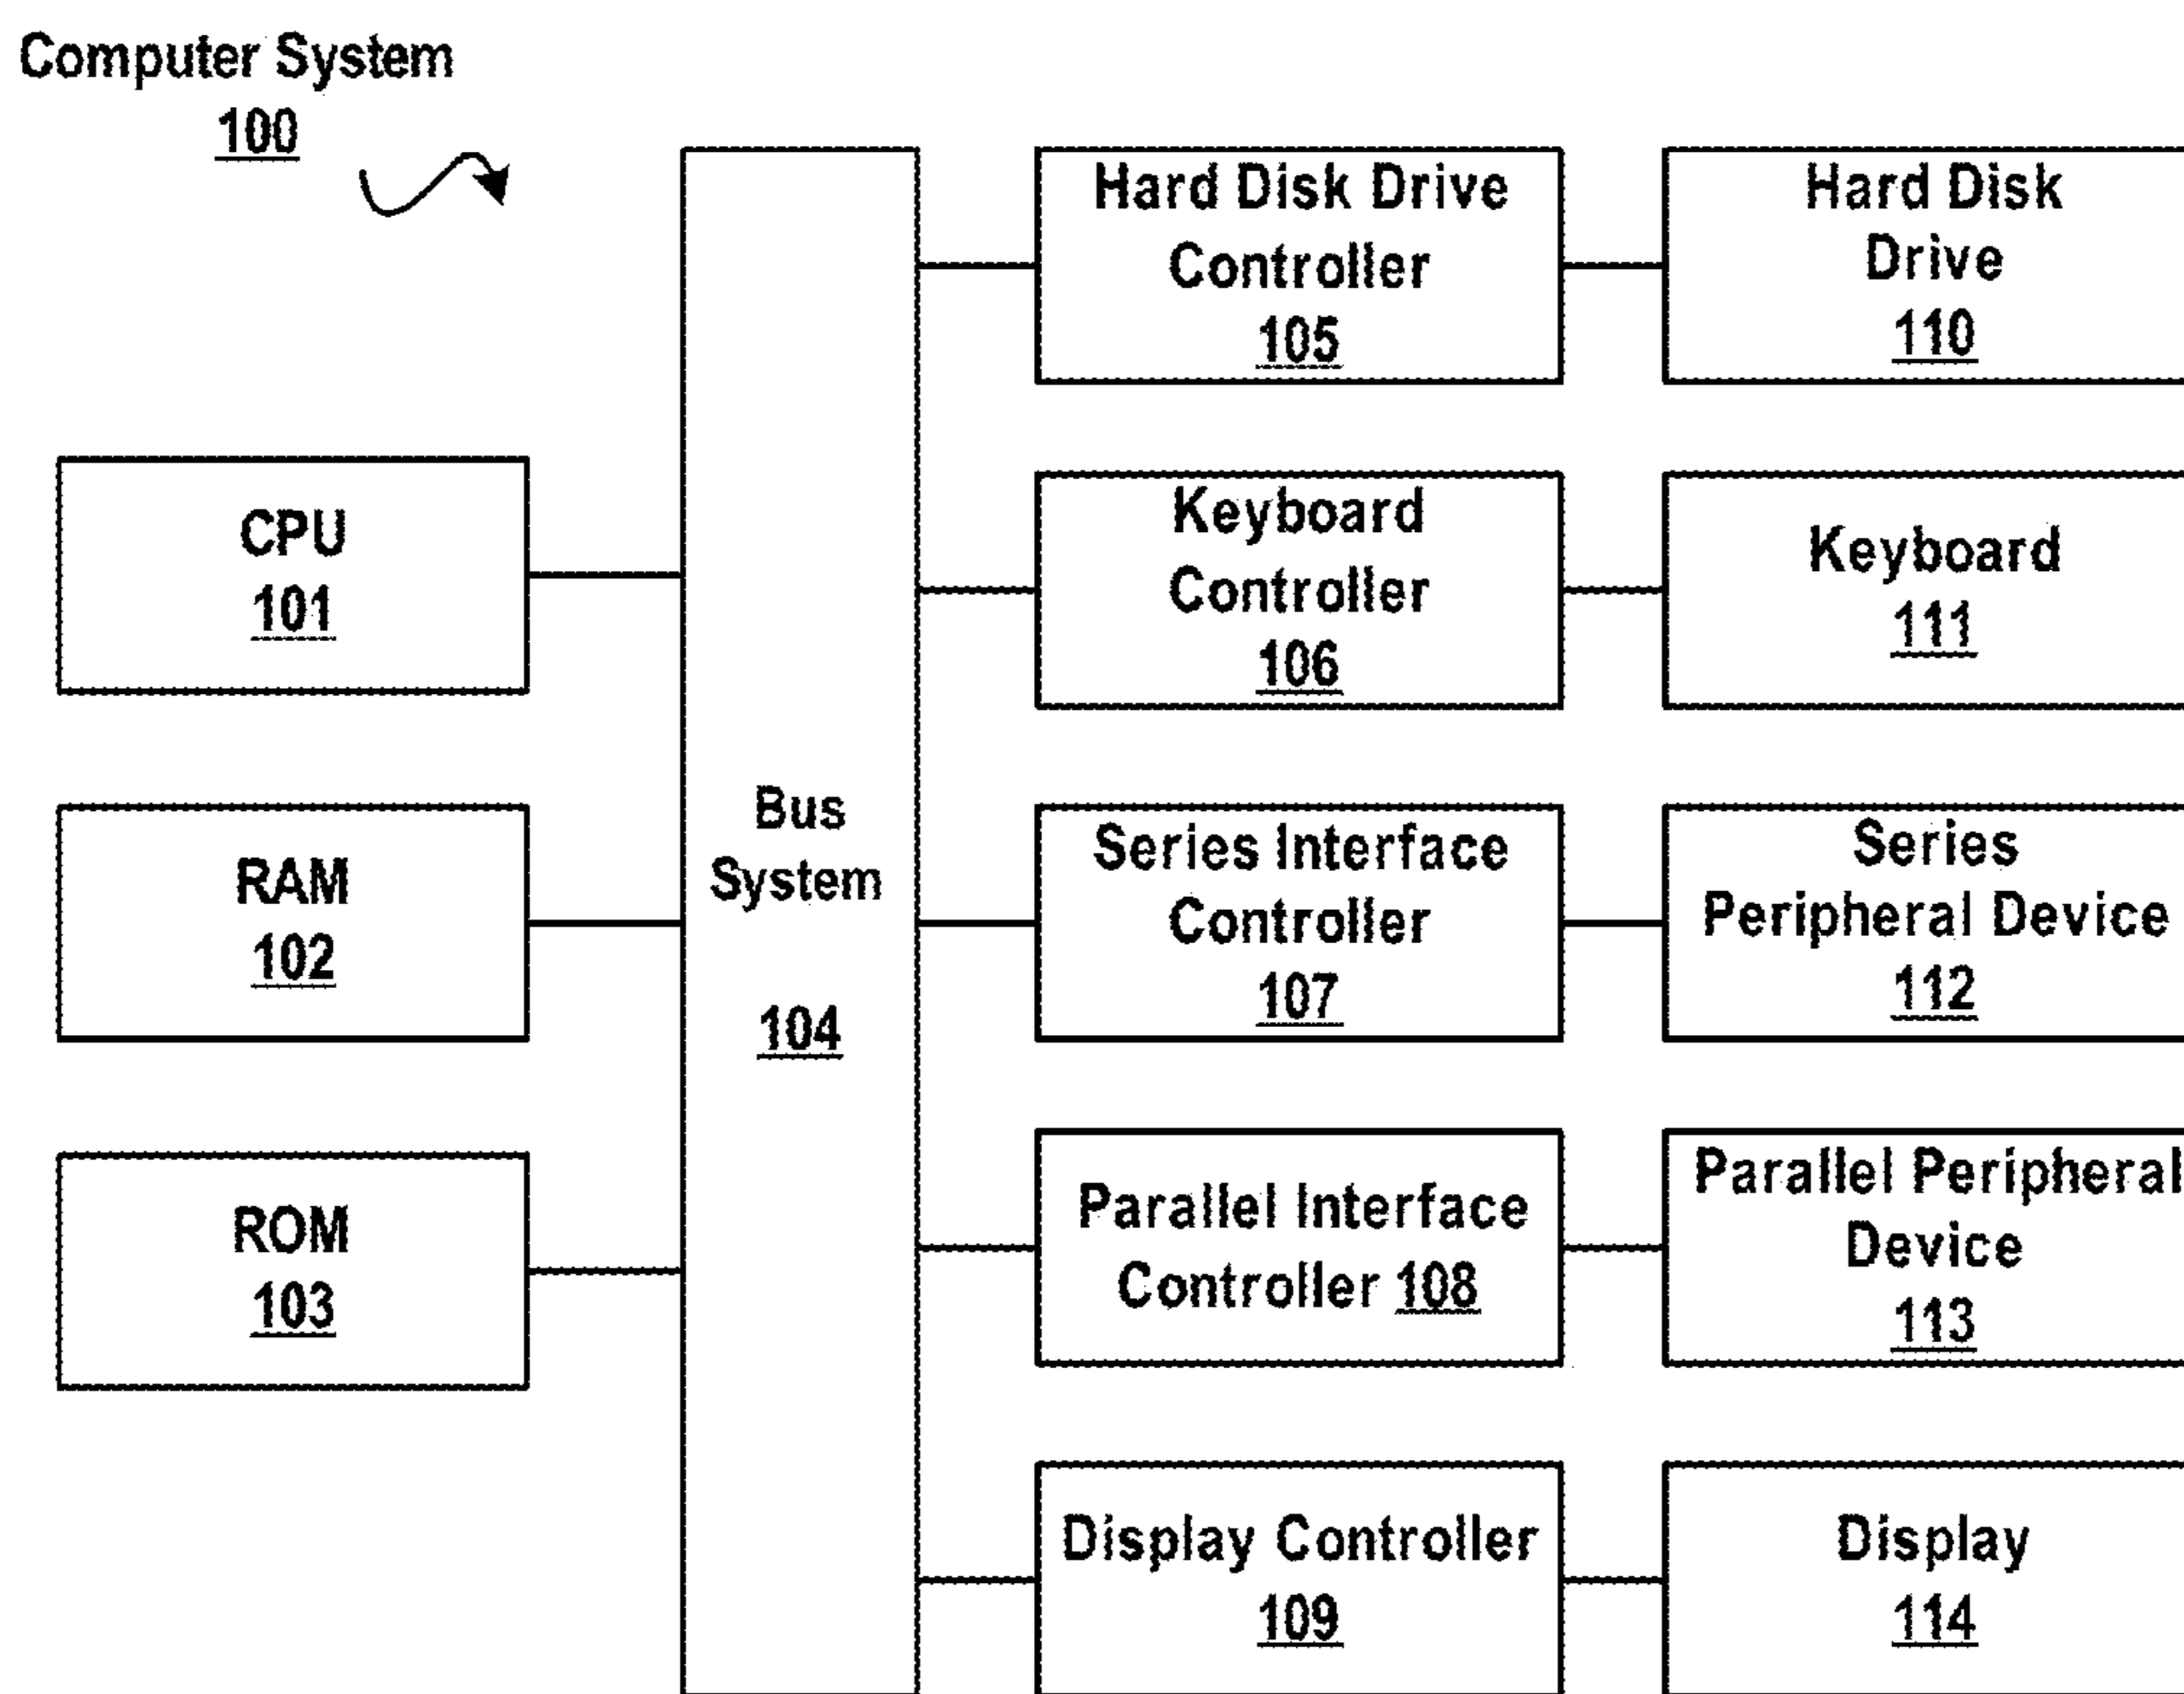 Computer System
100
CPU
101
RAM
102
ROM
103
Bus
System
104
Hard Disk Drive
Controller
105
Hard Disk
Drive
110
Keyboard
Controller
106
Keyboard
111
Series Interface
Controller
107
Series
Peripheral Device
112
Parallel Interface
Controller 108
Parallel Peripheral
Device
113
Display Controller
109
Display
114